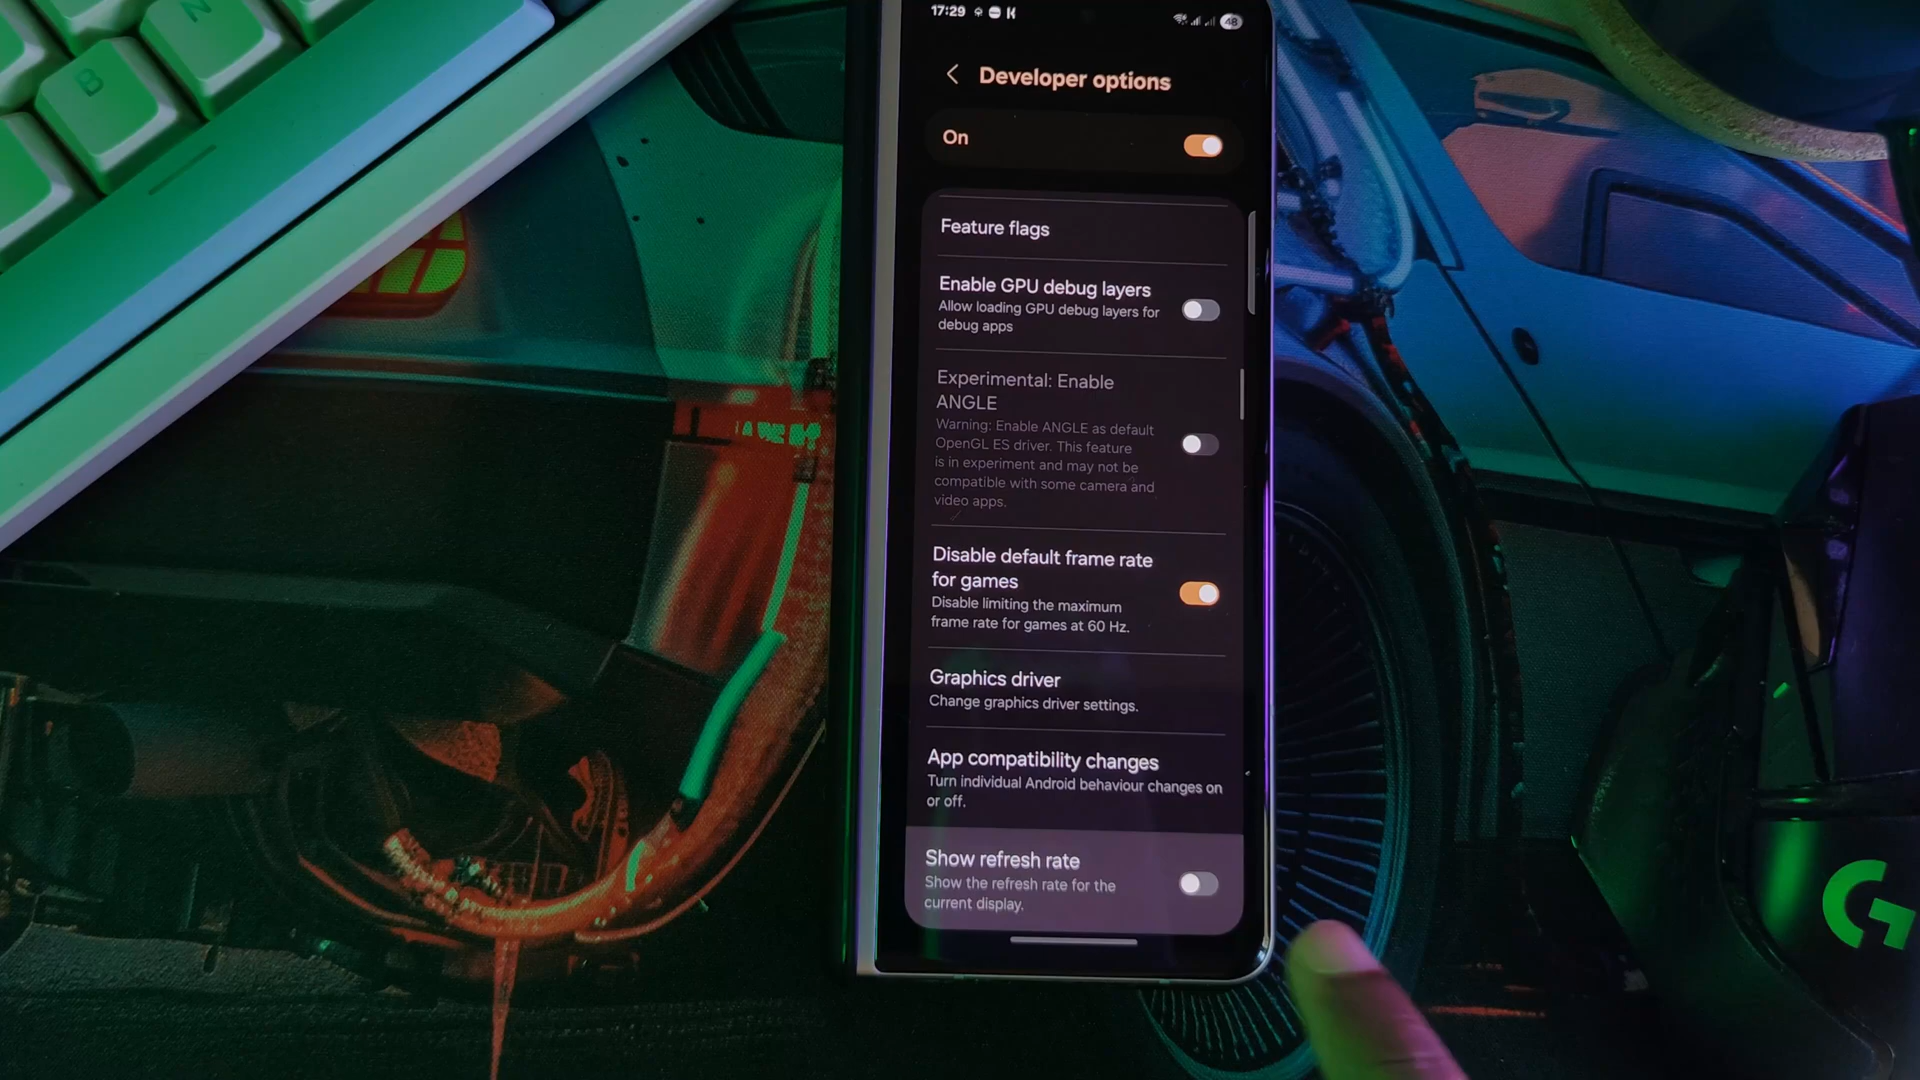 N
B
17:29
48
Developer options
On
Feature flags
Enable GPU debug layers
Allow loading GPU debug layers for
debug apps
Experimental: Enable
ANGLE
Warning: Enable ANGLE as default
OpenGL ES driver. This feature
is in experiment and may not be
compatible with some camera and
video apps.
Disable default frame rate
for games
Disable limiting the maximum
frame rate for games at 60 Hz.
Graphics driver
Change graphics driver settings.
App compatibility changes
Turn individual Android behaviour changes on
or off.
Show refresh rate
Show the refresh rate for the
current display.
G